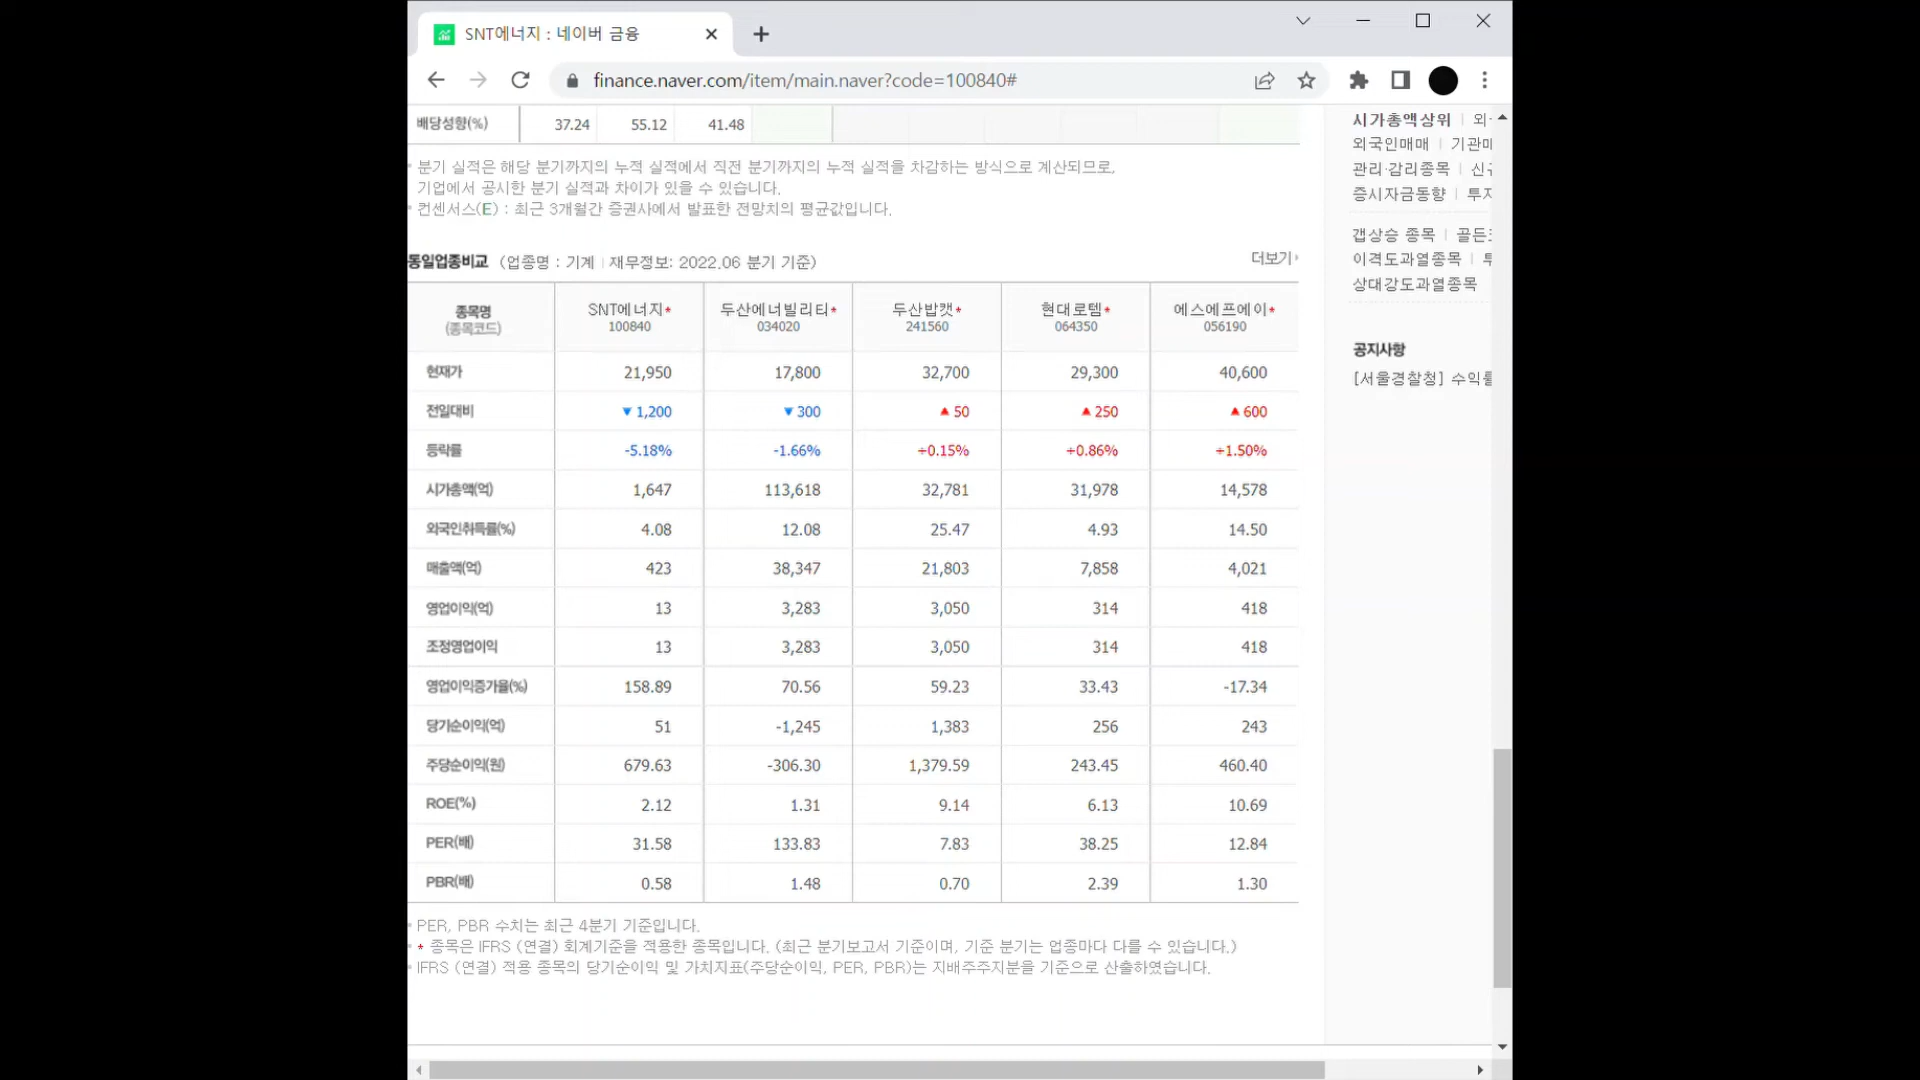 SNT에너지 : 네이버 금융
finance.naver.com/item/main.naver?code=100840#
배당성향(%) 37.24 55.12 41.48
분기 실적은 해당 분기까지의 누적 실적에서 직전 분기까지의 누적 실적을 차감하는 방식으로 계산되므로,
기업에서 공시한 분기 실적과 차이가 있을 수 있습니다.
컨센서스(E) : 최근 3개월간 증권사에서 발표한 전망치의 평균값입니다.
동일업종비교 (업종명 : 기계 | 재무정보: 2022.06 분기 기준)
더보기
종목명 SNT에너지* 두산에너빌리티* 두산밥캣* 현대로템* 에스에프에이*
(종목코드) 100840 034020 241560 064350 056190
현재가 21,950 17,800 32,700 29,300 40,600
전일대비 ▼1,200 ▼300 ▲50 ▲250 ▲600
등락률 -5.18% -1.66% +0.15% +0.86% +1.50%
시가총액(억) 1,647 113,618 32,781 31,978 14,578
외국인취득률(%) 4.08 12.08 25.47 4.93 14.50
매출액(억) 423 38,347 21,803 7,858 4,021
영업이익(억) 13 3,283 3,050 314 418
조정영업이익 13 3,283 3,050 314 418
영업이익증가율(%) 158.89 70.56 59.23 33.43 -17.34
당기순이익(억) 51 -1,245 1,383 256 243
주당순이익(원) 679.63 -306.30 1,379.59 243.45 460.40
ROE(%) 2.12 1.31 9.14 6.13 10.69
PER(배) 31.58 133.83 7.83 38.25 12.84
PBR(배) 0.58 1.48 0.70 2.39 1.30
PER, PBR 수치는 최근 4분기 기준입니다.
* 종목은 IFRS (연결) 회계기준을 적용한 종목입니다. (최근 분기보고서 기준이며, 기준 분기는 업종마다 다를 수 있습니다.)
IFRS (연결) 적용 종목의 당기순이익 및 가치지표(주당순이익, PER, PBR)는 지배주주지분을 기준으로 산출하였습니다.
시가총액상위 | 외
외국인매매 | 기관
관리·감리종목 | 신
증시자금동향 | 투
갭상승 종목 | 골든
이격도과열종목
상대강도과열종목
공지사항
[서울경찰청] 수익